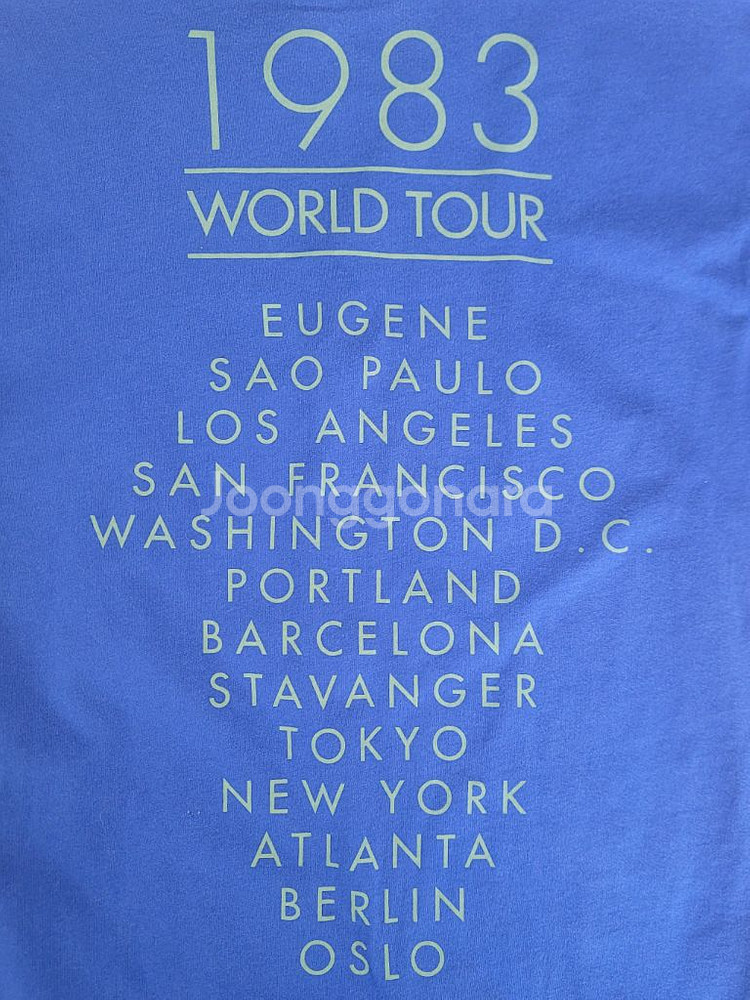 1983
WORLD TOUR
EUGENE
SAO PAULO
LOS ANGELES
SAN FRANCISCO
Joonggonara
WASHINGTON D.C.
PORTLAND
BARCELONA
STAVANGER
TOKYO
NEW YORK
ATLANTA
BERLIN
OSLO